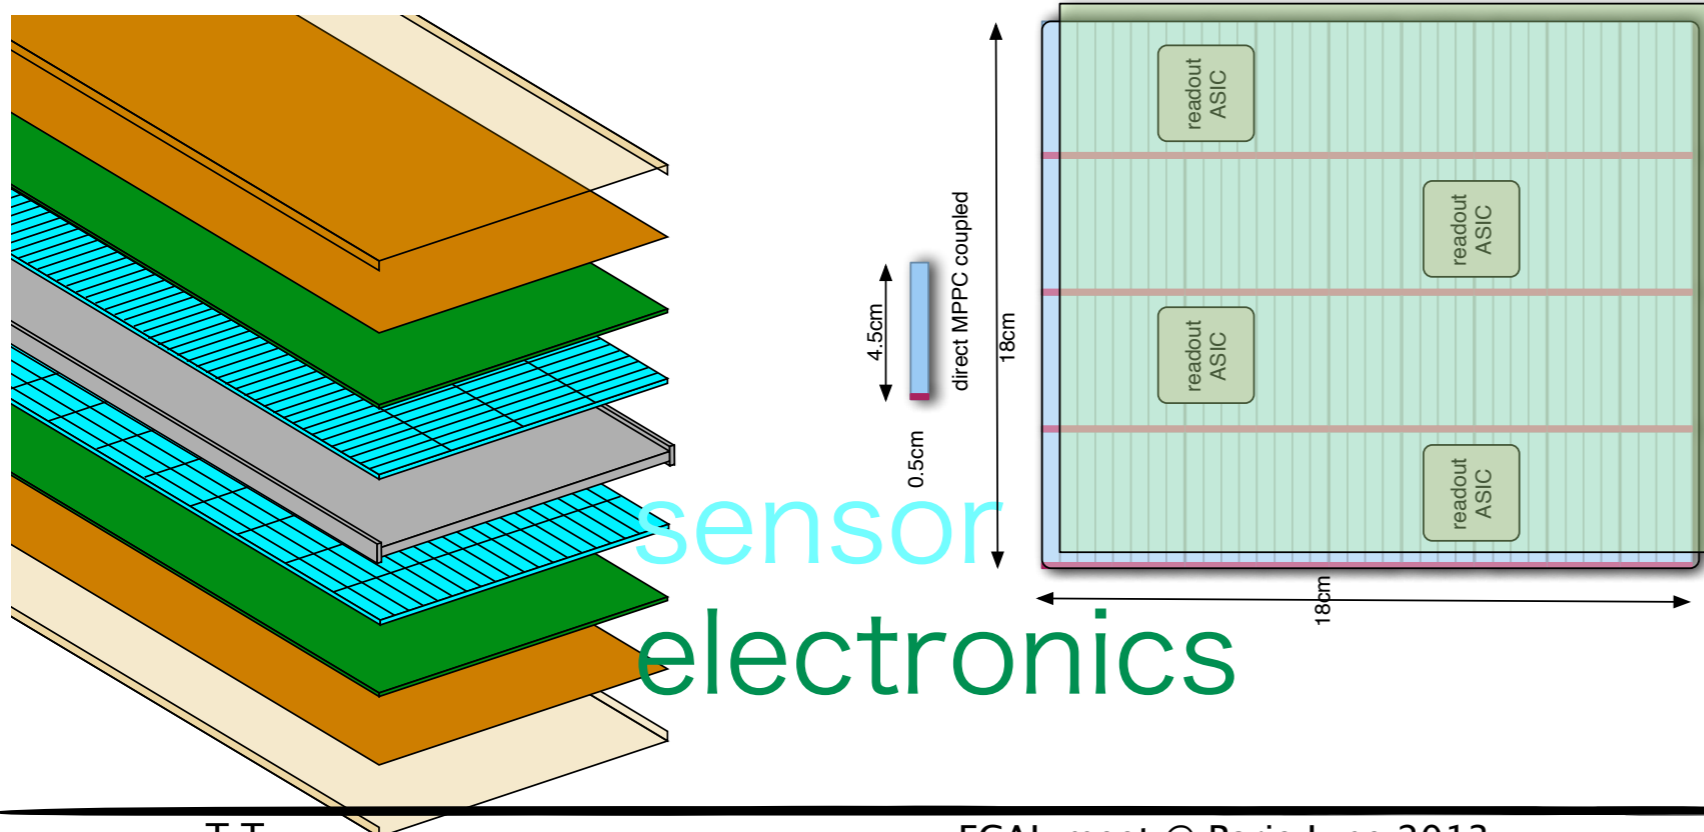 readout
ASIC
readout
ASIC
readout
ASIC
readout
ASIC
4.5cm
0.5cm
direct MPPC coupled
18cm
18cm
sensor
electronics